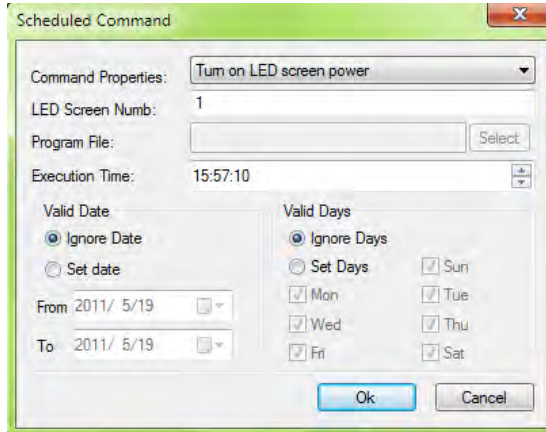 Scheduled Command
Command Properties: Turn on LED screen power
LED Screen Numb: 1
Program File: Select
Execution Time: 15:57:10
Valid Date
Ignore Date
Set date
From 2011/ 5/19
To 2011/ 5/19
Valid Days
Ignore Days
Set Days Sun
Mon Tue
Wed Thu
Fri Sat
Ok Cancel